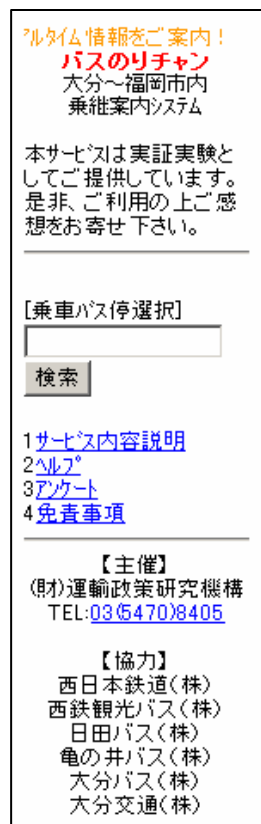 ｱﾙﾀｲﾑ情報をご案内！
バスのりチャン
大分～福岡市内
乗継案内ｼｽﾃﾑ
本ｻｰﾋﾞｽは実証実験と
してご提供しています。
是非、ご利用の上ご感
想をお寄せ下さい。
[乗車ﾊﾞｽ停選択]
検索
1ｻｰﾋﾞｽ内容説明
2ﾍﾙﾌﾟ
3ｱﾝｹｰﾄ
4免責事項
【主催】
(財)運輸政策研究機構
TEL:03(5470)8405
【協力】
西日本鉄道(株)
西鉄観光バス(株)
日田バス(株)
亀の井バス(株)
大分バス(株)
大分交通(株)